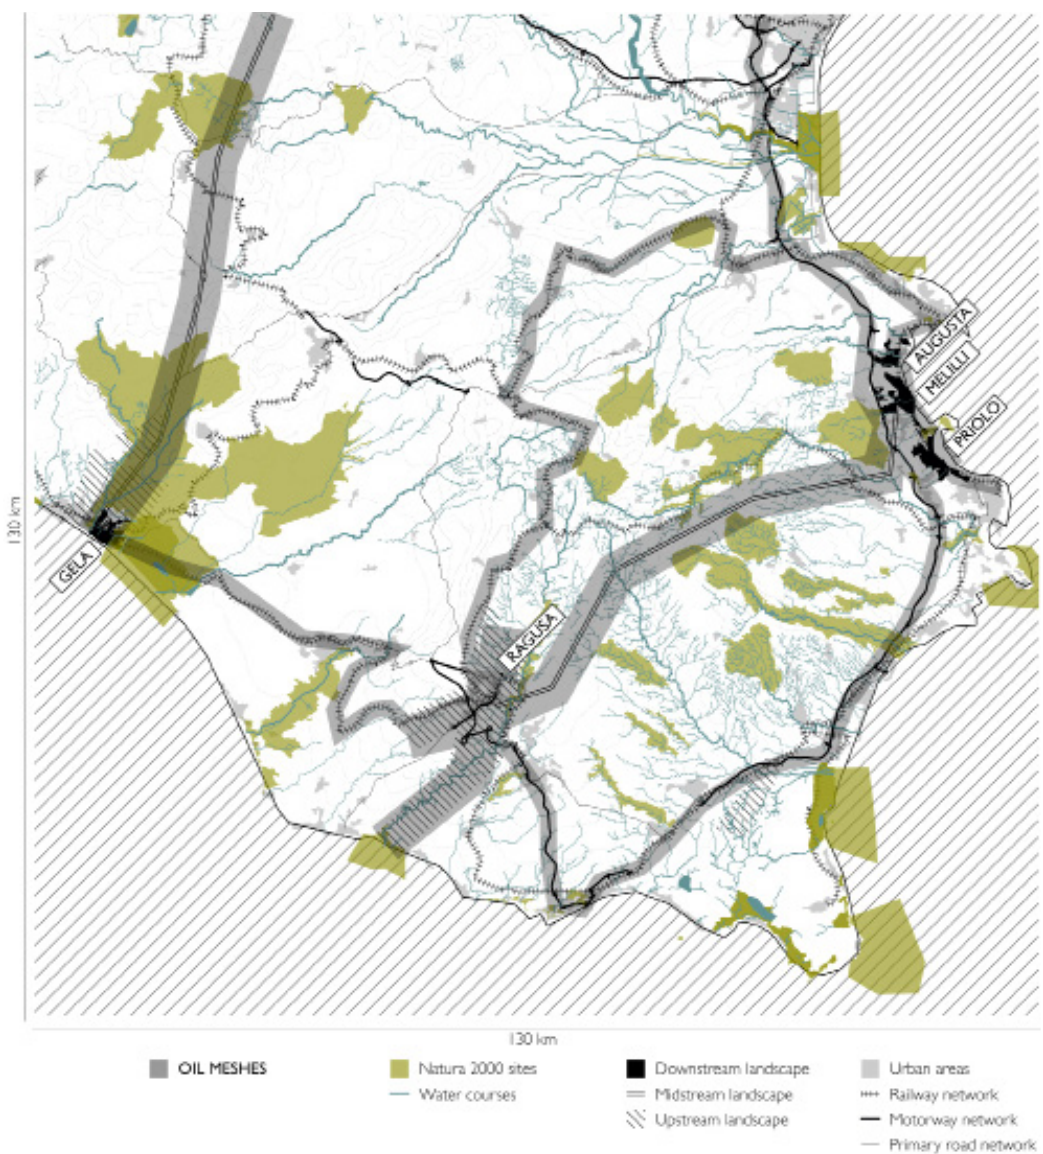 AUGUSTA
MELILLI
PRIOLO
GELA
RAGUSA
130 km
130 km
OIL MESHES
Natura 2000 sites
Water courses
Downstream landscape
Midstream landscape
Upstream landscape
Urban areas
Railway network
Motorway network
Primary road network